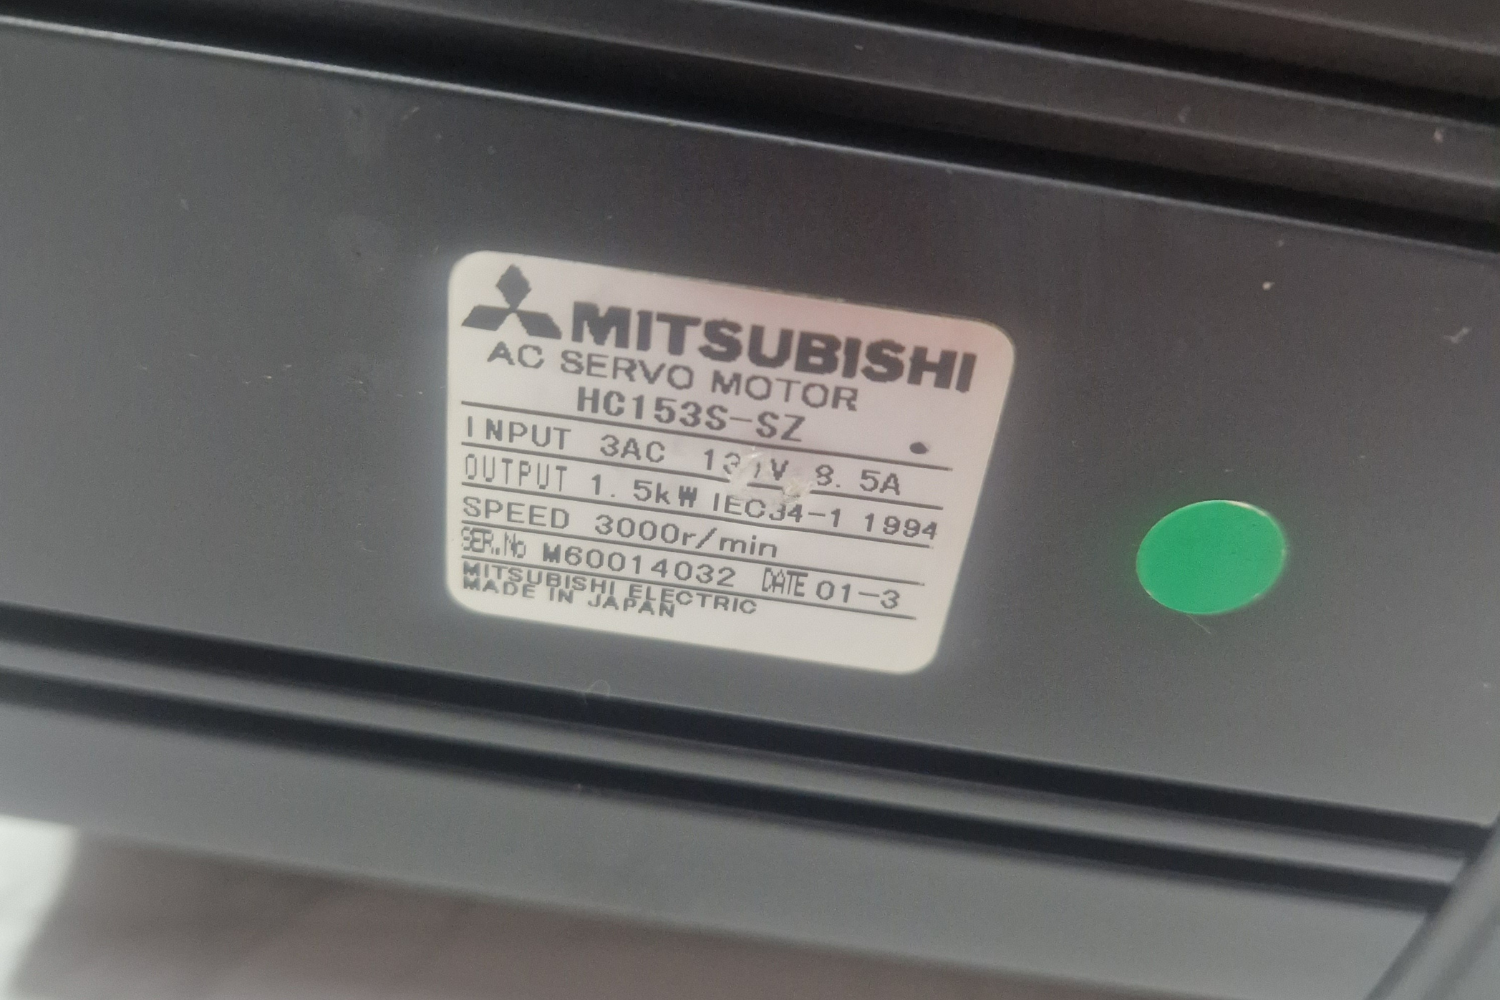 MITSUBISHI
AC SERVO MOTOR
HC153S-SZ
INPUT 3AC 8.5A
OUTPUT 1.5kW IEC34-1 1994
SPEED 3000r/min
SER.No M60014032 DATE 01-3
MITSUBISHI ELECTRIC
MADE IN JAPAN